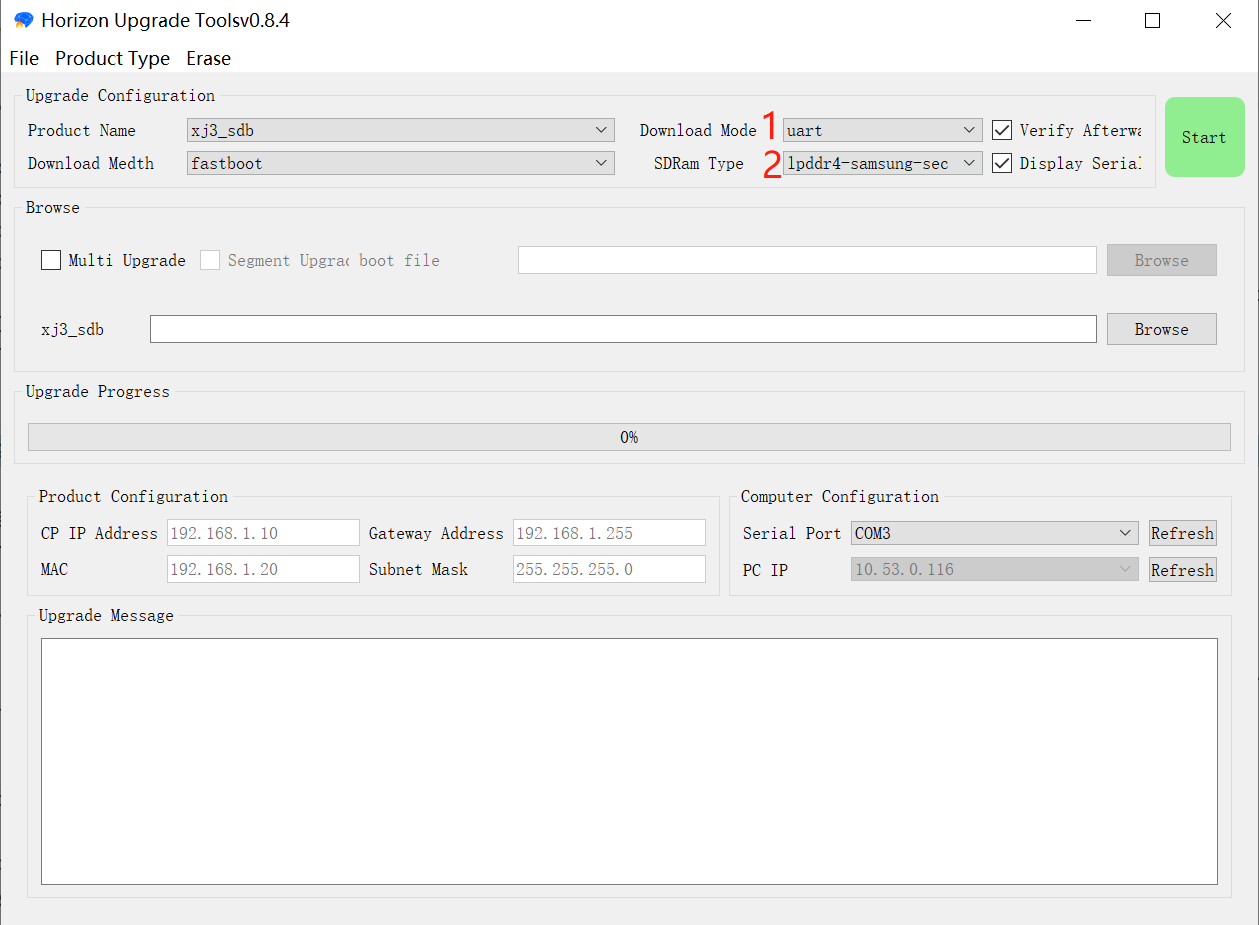 Horizon Upgrade Toolsv0.8.4
File Product Type Erase
Upgrade Configuration
Product Name xj3_sdb Download Mode 1 uart Verify Afterwa
Download Medth fastboot SDRam Type 2 lpddr4-samsung-sec Display Serial
Start
Browse
Multi Upgrade Segment Upgrac boot file Browse
xj3_sdb Browse
Upgrade Progress
0%
Product Configuration
CP IP Address 192.168.1.10 Gateway Address 192.168.1.255
MAC 192.168.1.20 Subnet Mask 255.255.255.0
Computer Configuration
Serial Port COM3 Refresh
PC IP 10.53.0.116 Refresh
Upgrade Message